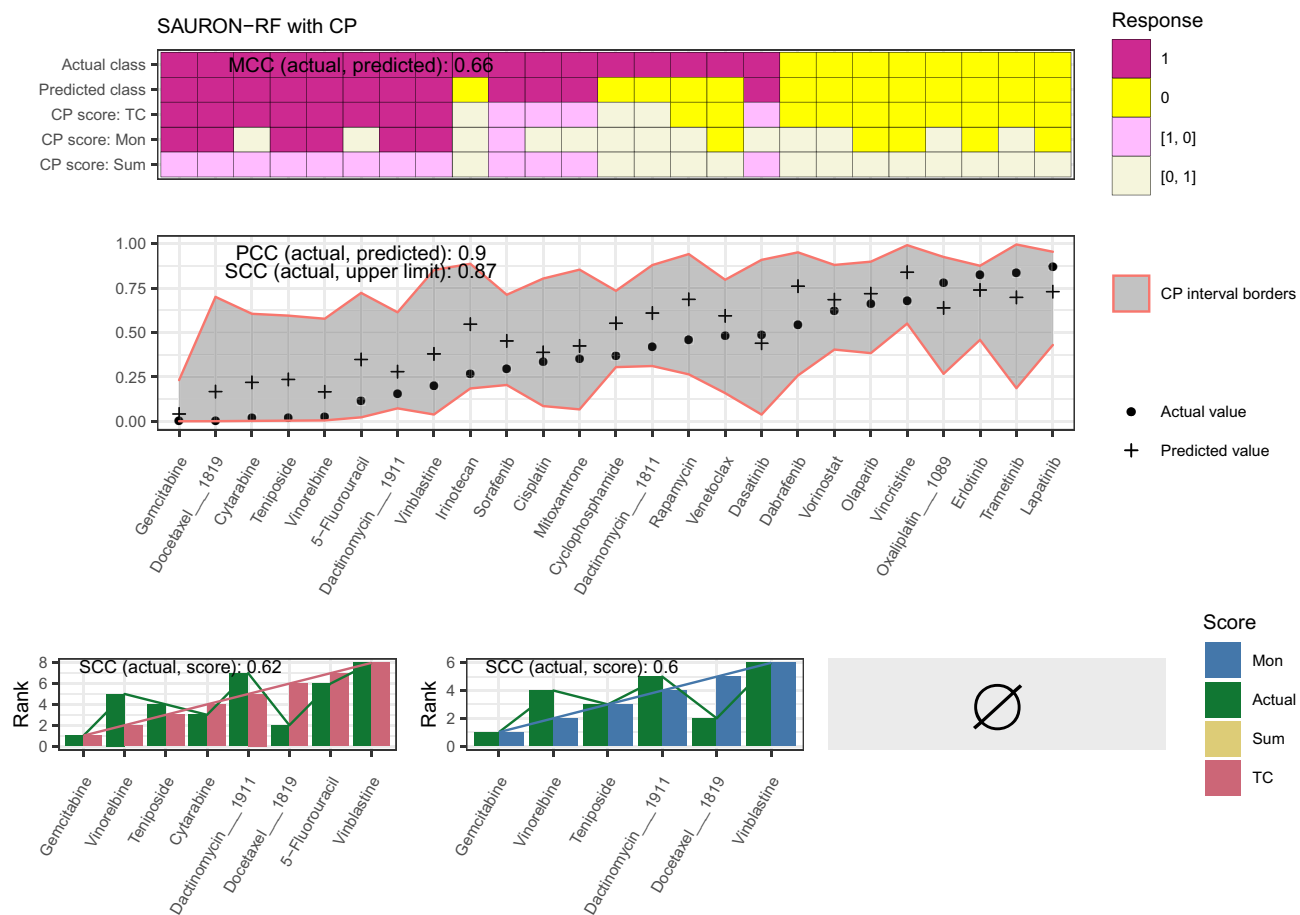 SAURON−RF with CP
Actual class
Predicted class
CP score: TC
CP score: Mon
CP score: Sum
MCC (actual, predicted): 0.66
Response
1
0
[1, 0]
[0, 1]
1.00
0.75
0.50
0.25
0.00
PCC (actual, predicted): 0.9
SCC (actual, upper limit): 0.87
Gemcitabine
Docetaxel___1819
Cytarabine
Teniposide
Vinorelbine
5−Fluorouracil
Dactinomycin___1911
Vinblastine
Irinotecan
Sorafenib
Cisplatin
Mitoxantrone
Cyclophosphamide
Dactinomycin___1811
Rapamycin
Venetoclax
Dasatinib
Dabrafenib
Vorinostat
Olaparib
Vincristine
Oxaliplatin___1089
Erlotinib
Trametinib
Lapatinib
CP interval borders
Actual value
Predicted value
Rank
8
6
4
2
0
SCC (actual, score): 0.62
Gemcitabine
Vinorelbine
Teniposide
Cytarabine
Dactinomycin___1911
Docetaxel___1819
5−Fluorouracil
Vinblastine
Rank
6
4
2
0
SCC (actual, score): 0.6
Gemcitabine
Vinorelbine
Teniposide
Dactinomycin___1911
Docetaxel___1819
Vinblastine
∅
Score
Mon
Actual
Sum
TC